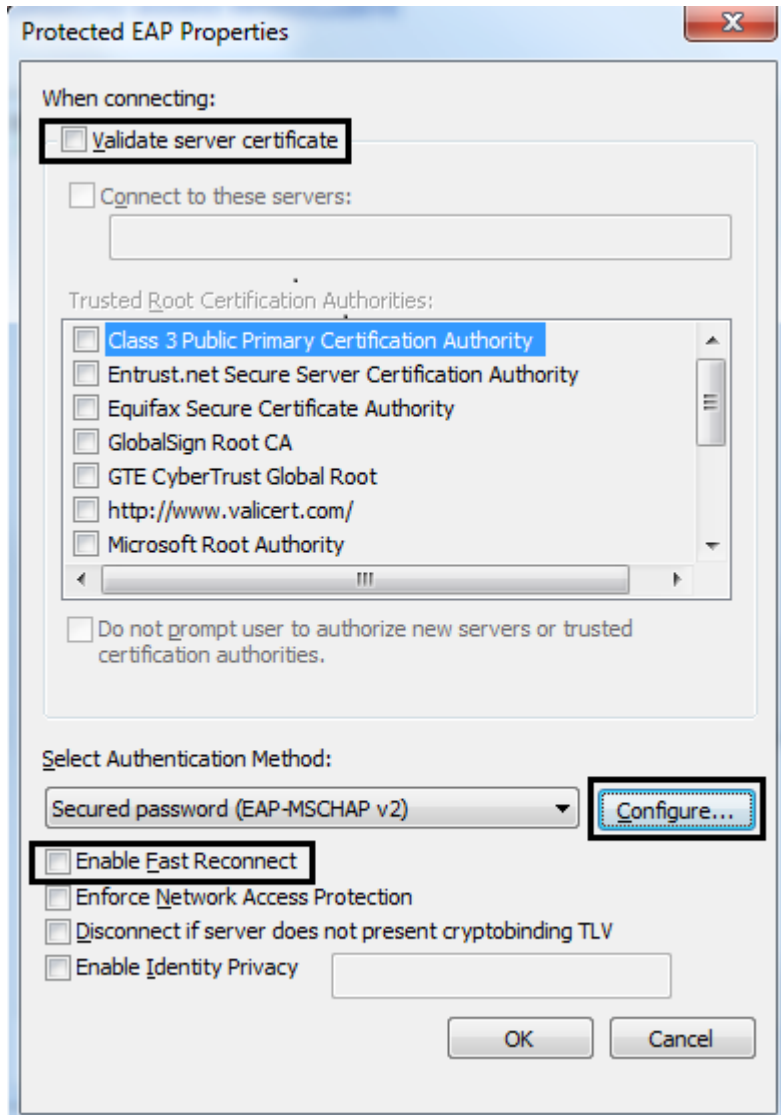 Protected EAP Properties
When connecting:
Validate server certificate
Connect to these servers:
Trusted Root Certification Authorities:
Class 3 Public Primary Certification Authority
Entrust.net Secure Server Certification Authority
Equifax Secure Certificate Authority
GlobalSign Root CA
GTE CyberTrust Global Root
http://www.valicert.com/
Microsoft Root Authority
Do not prompt user to authorize new servers or trusted
certification authorities.
Select Authentication Method:
Secured password (EAP-MSCHAP v2)
Configure...
Enable Fast Reconnect
Enforce Network Access Protection
Disconnect if server does not present cryptobinding TLV
Enable Identity Privacy
OK
Cancel